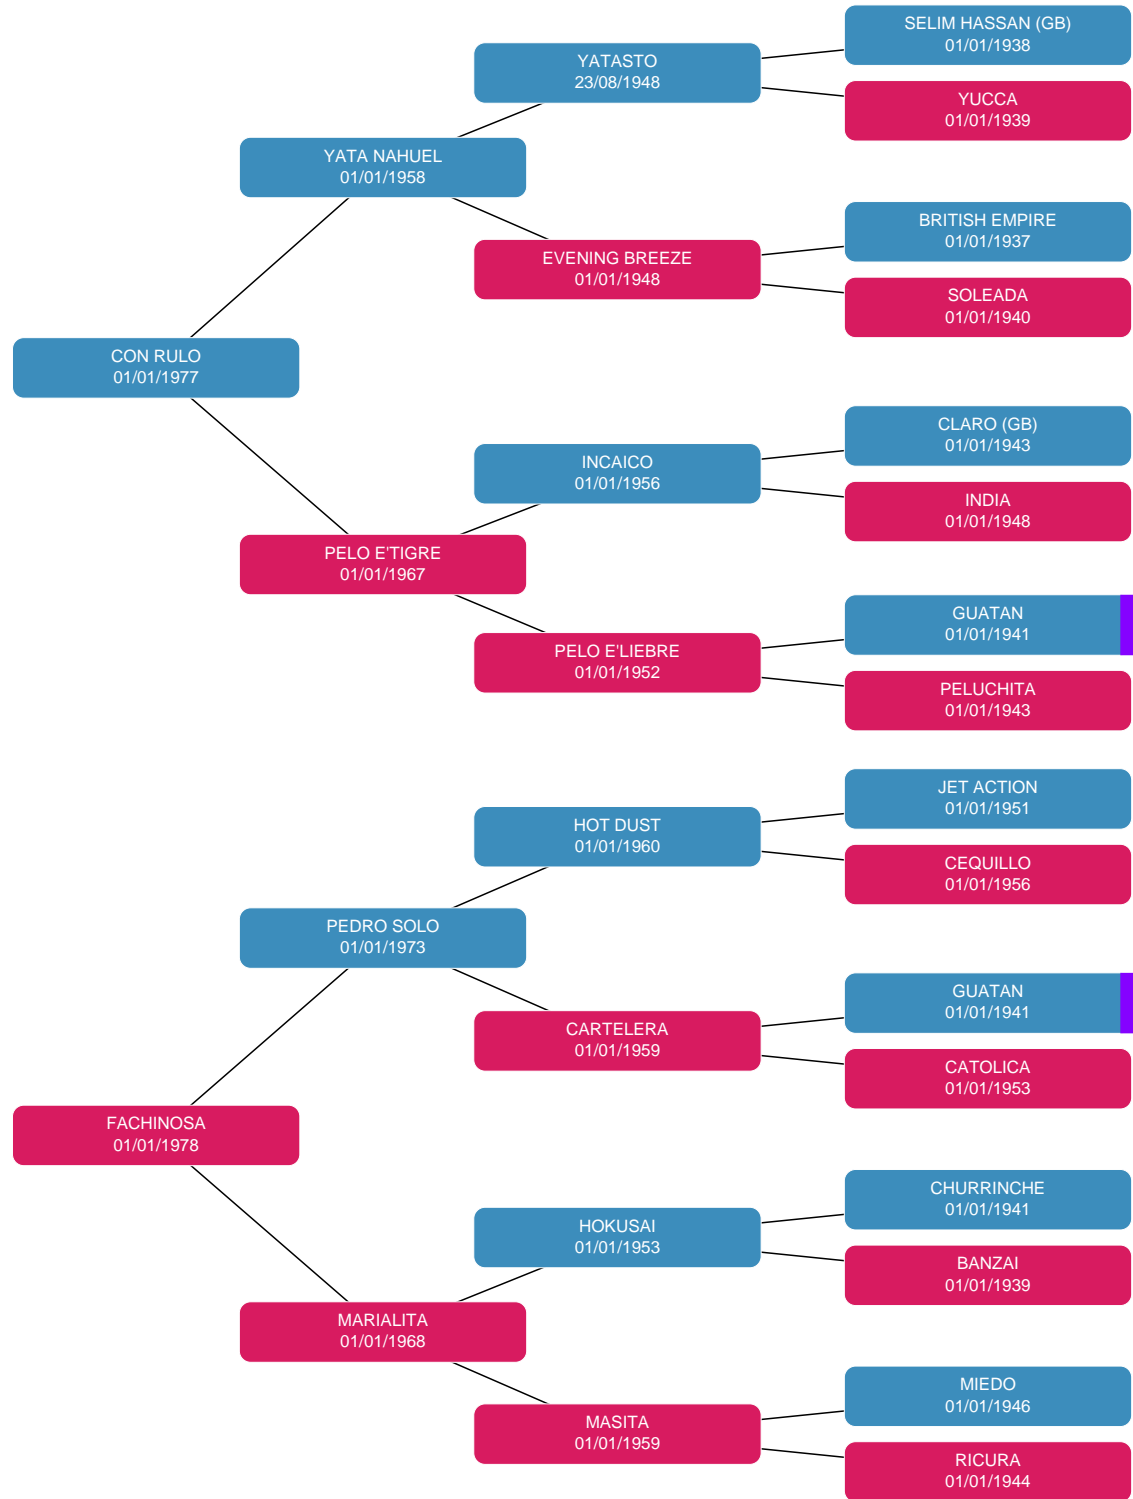 SELIM HASSAN (GB)
01/01/1938
YATASTO
23/08/1948
YUCCA
01/01/1939
YATA NAHUEL
01/01/1958
BRITISH EMPIRE
01/01/1937
EVENING BREEZE
01/01/1948
SOLEADA
01/01/1940
CON RULO
01/01/1977
CLARO (GB)
01/01/1943
INCAICO
01/01/1956
INDIA
01/01/1948
PELO E'TIGRE
01/01/1967
GUATAN
01/01/1941
PELO E'LIEBRE
01/01/1952
PELUCHITA
01/01/1943
JET ACTION
01/01/1951
HOT DUST
01/01/1960
CEQUILLO
01/01/1956
PEDRO SOLO
01/01/1973
GUATAN
01/01/1941
CARTELERA
01/01/1959
CATOLICA
01/01/1953
FACHINOSA
01/01/1978
CHURRINCHE
01/01/1941
HOKUSAI
01/01/1953
BANZAI
01/01/1939
MARIALITA
01/01/1968
MIEDO
01/01/1946
MASITA
01/01/1959
RICURA
01/01/1944